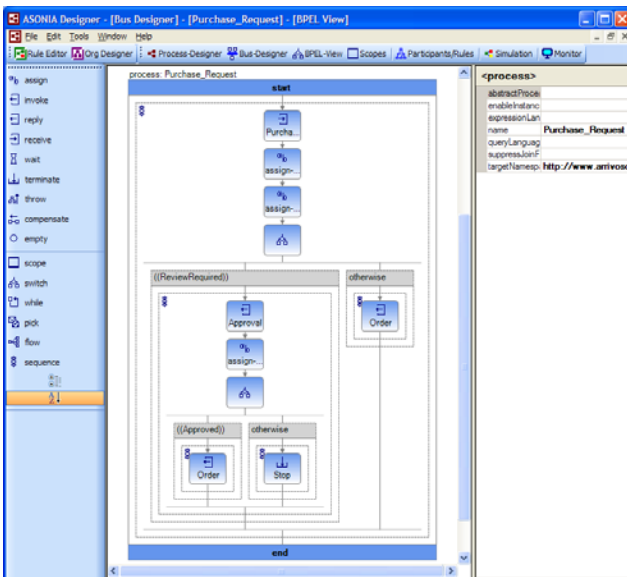 ASONIA Designer - [Bus Designer] - [Purchase_Request] - [BPEL View]
File Edit Tools Window Help
Rule Editor Org Designer Process-Designer Bus-Designer BPEL-View Scopes Participants/Rules Simulation Monitor
assign
invoke
reply
receive
wait
terminate
throw
compensate
empty
scope
switch
while
pick
flow
sequence
process: Purchase_Request
start
Purcha...
assign-...
assign-...
((ReviewRequired))
otherwise
Approval
Order
assign-...
((Approved))
otherwise
Order
Stop
end
<process>
abstractProce
enableInstanc
expressionLan
name Purchase_Request
queryLanguag
suppressJoinF
targetNamesp http://www.arrivos